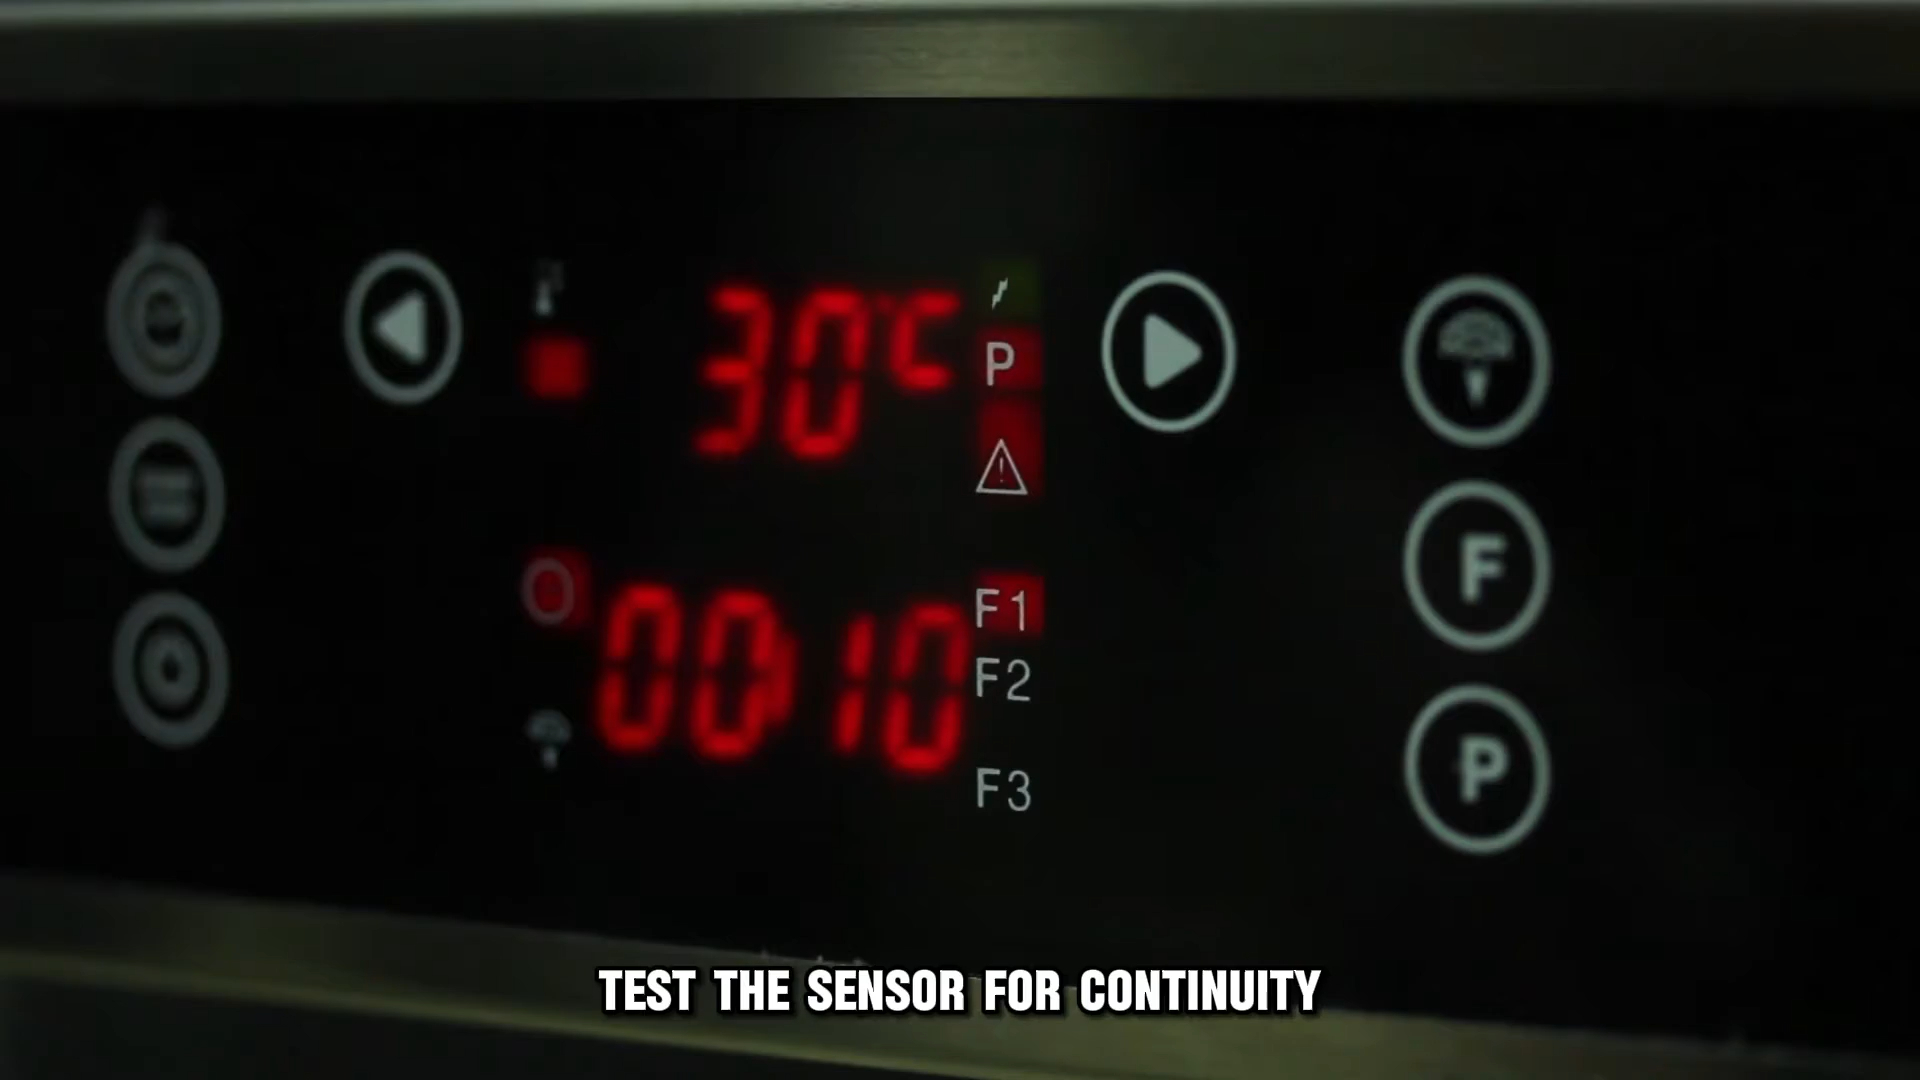 30°C
P
0010
F1
F2
F3
F
P
TEST THE SENSOR FOR CONTINUITY